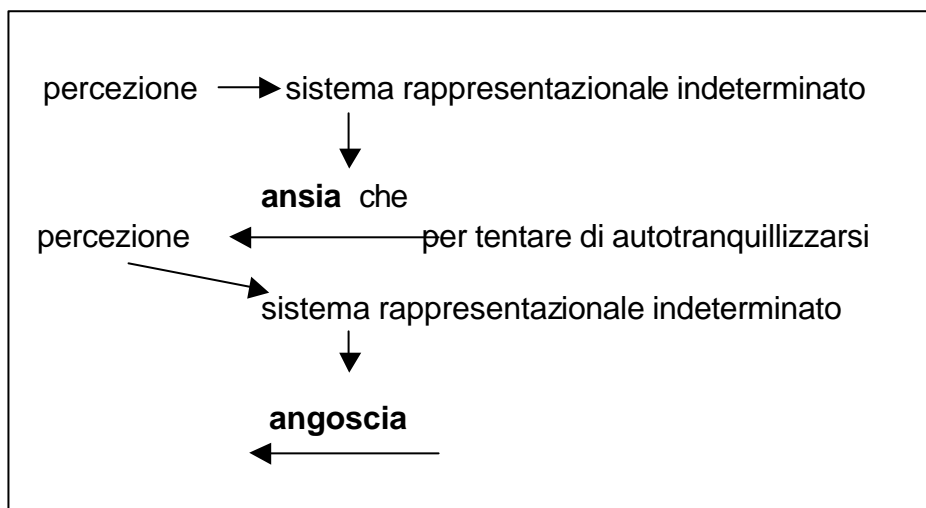 percezione sistema rappresentazionale indeterminato
ansia che
percezione per tentare di autotranquillizzarsi
sistema rappresentazionale indeterminato
angoscia